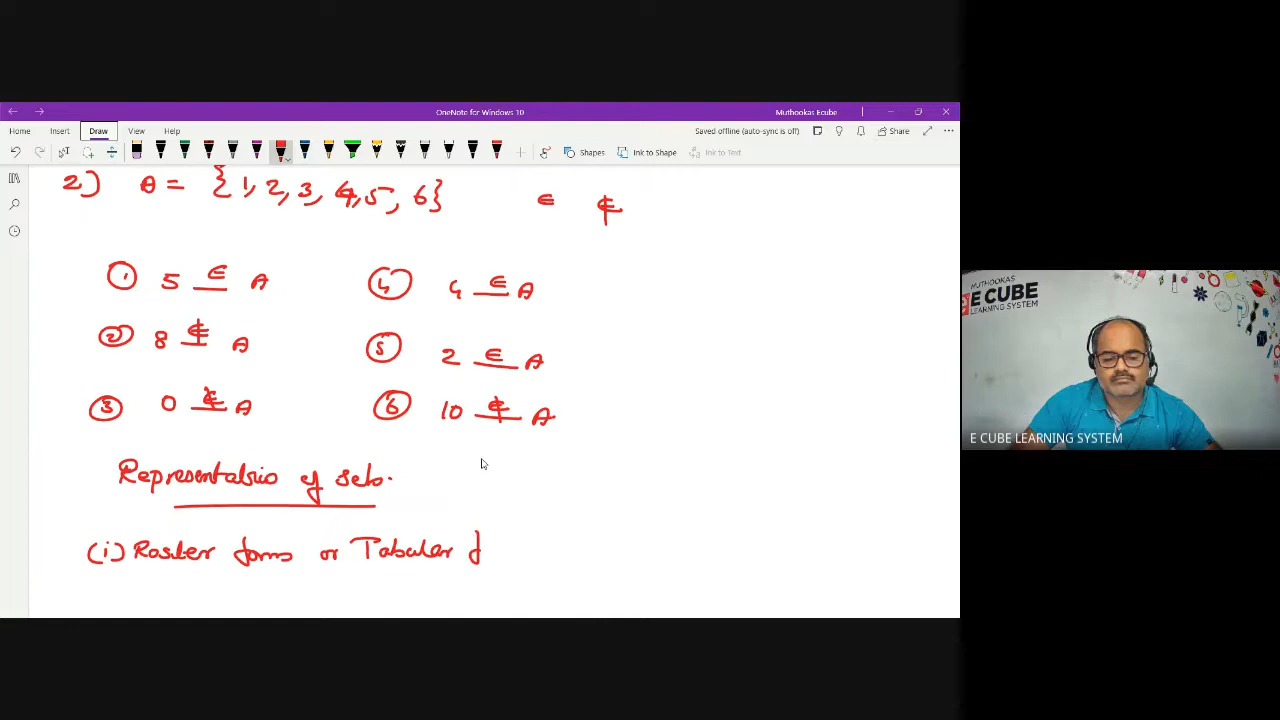 OneNote for Windows 10
Muthookas Ecube
Home Insert Draw View Help
Saved offline (auto-sync is off)
Share
Shapes
Ink to Shape
Ink to Text
2) A = {1, 2, 3, 4, 5, 6} ∈ ∉
① 5 ∈ A ④ 4 ∈ A
② 8 ∉ A ⑤ 2 ∈ A
③ 0 ∉ A ⑥ 10 ∉ A
Representatio of sets.
(i) Roster form or Tabular f
MUTHOOKAS
E CUBE
LEARNING SYSTEM
E CUBE LEARNING SYSTEM